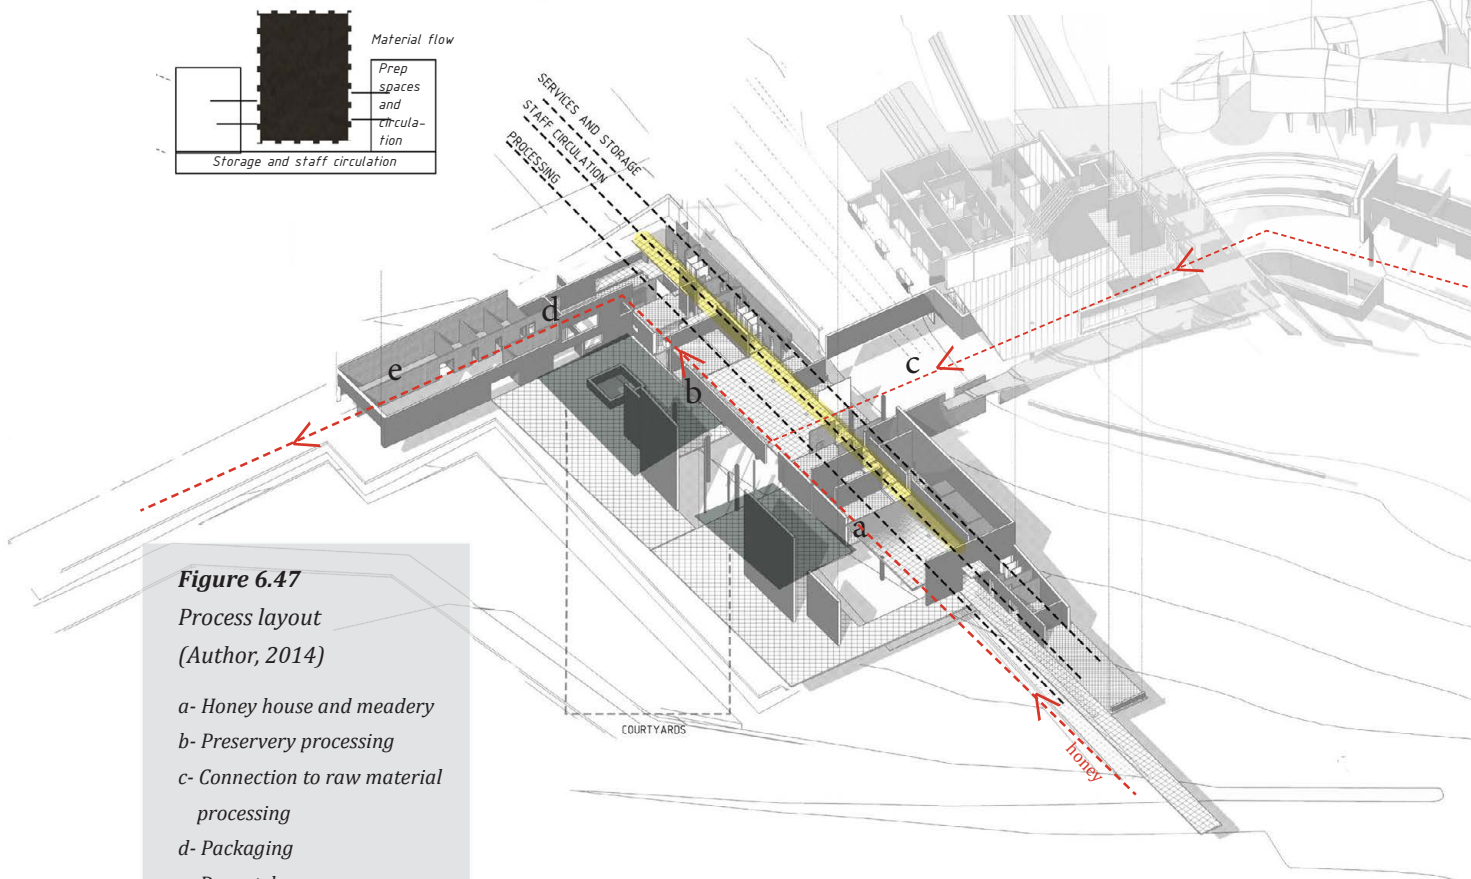 Material flow
Prep
spaces
and
circula-
tion
Storage and staff circulation
SERVICES AND STORAGE
STAFF CIRCULATION
PROCESSING
d
e
c
b
a
honey
COURTYARDS
Figure 6.47
Process layout
(Author, 2014)
a- Honey house and meadery
b- Preservery processing
c- Connection to raw material
processing
d- Packaging